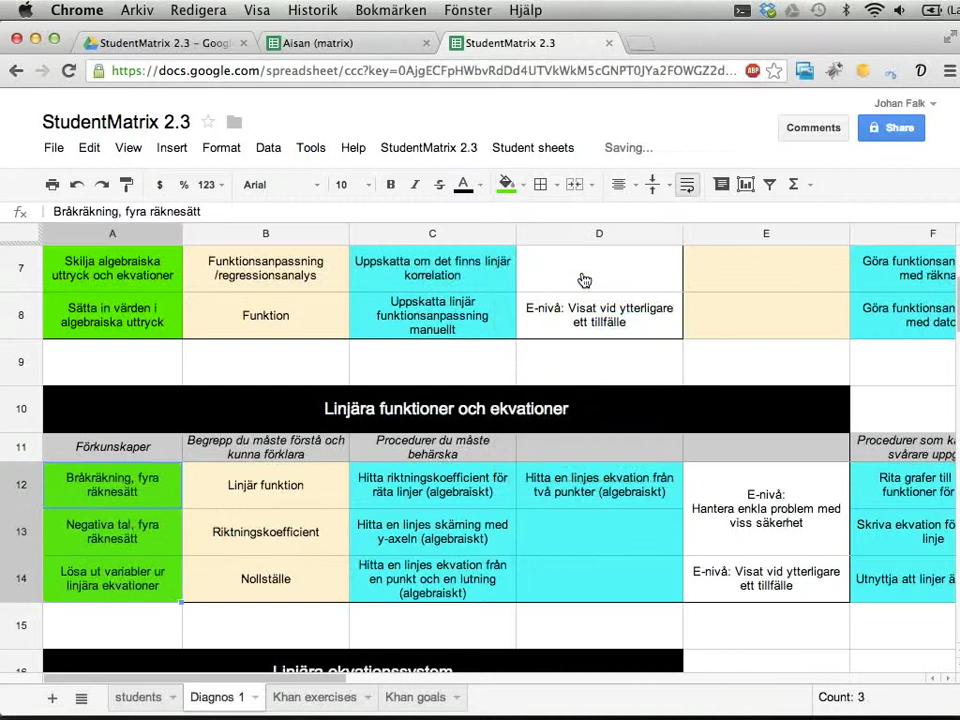 Chrome Arkiv Redigera Visa Historik Bokmärken Fönster Hjälp
StudentMatrix 2.3 – Goog
Aisan (matrix)
StudentMatrix 2.3
https://docs.google.com/spreadsheet/ccc?key=0AjgECFpHWbvRdDd4UTVkWkM5cGNPT0JYa2FOWGZ2d...
ABP
Johan Falk
StudentMatrix 2.3
Comments
Share
File Edit View Insert Format Data Tools Help StudentMatrix 2.3 Student sheets Saving...
$ % 123 Arial 10 B I S A Σ
fx Bråkräkning, fyra räknesätt
A B C D E F
7
Skilja algebraiska
uttryck och ekvationer
Funktionsanpassning
/regressionsanalys
Uppskatta om det finns linjär
korrelation
Göra funktionsan
med räkna
8
Sätta in värden i
algebraiska uttryck
Funktion
Uppskatta linjär
funktionsanpassning
manuellt
E-nivå: Visat vid ytterligare
ett tillfälle
Göra funktionsan
med dato
9
10
Linjära funktioner och ekvationer
11
Förkunskaper
Begrepp du måste förstå och
kunna förklara
Procedurer du måste
behärska
Procedurer som k
svårare uppg
12
Bråkräkning, fyra
räknesätt
Linjär funktion
Hitta riktningskoefficient för
räta linjer (algebraiskt)
Hitta en linjes ekvation från
två punkter (algebraiskt)
E-nivå:
Hantera enkla problem med
viss säkerhet
Rita grafer till
funktioner för
13
Negativa tal, fyra
räknesätt
Riktningskoefficient
Hitta en linjes skärning med
y-axeln (algebraiskt)
Skriva ekvation fö
linje
14
Lösa ut variabler ur
linjära ekvationer
Nollställe
Hitta en linjes ekvation från
en punkt och en lutning
(algebraiskt)
E-nivå: Visat vid ytterligare
ett tillfälle
Utnyttja att linjer ä
15
16
Linjära ekvationssystem
students Diagnos 1 Khan exercises Khan goals Count: 3